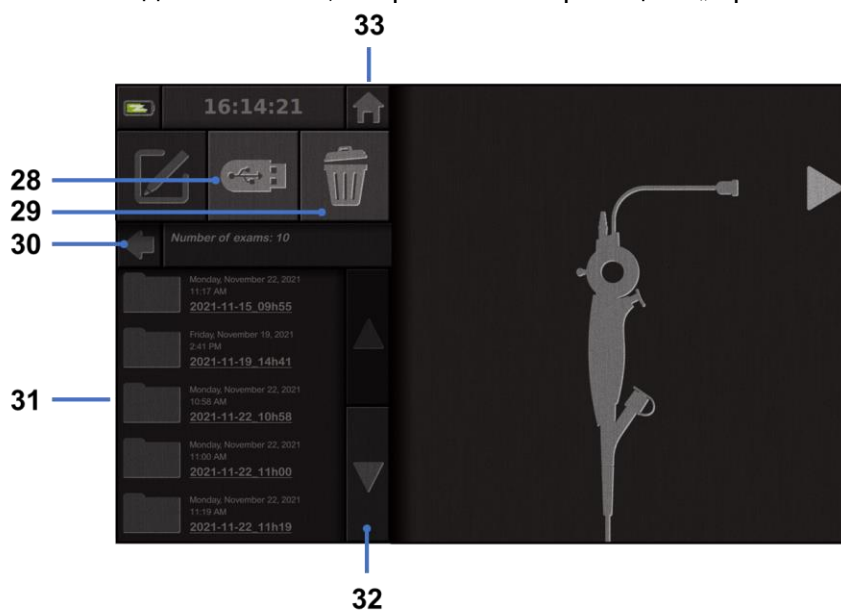 33
16:14:21
28
29
30
Number of exams: 10
Monday, November 22, 2021
11:17 AM
2021-11-15_09h55
Friday, November 19, 2021
2:41 PM
2021-11-19_14h41
31
Monday, November 22, 2021
10:58 AM
2021-11-22_10h58
Monday, November 22, 2021
11:00 AM
2021-11-22_11h00
Monday, November 22, 2021
11:19 AM
2021-11-22_11h19
32